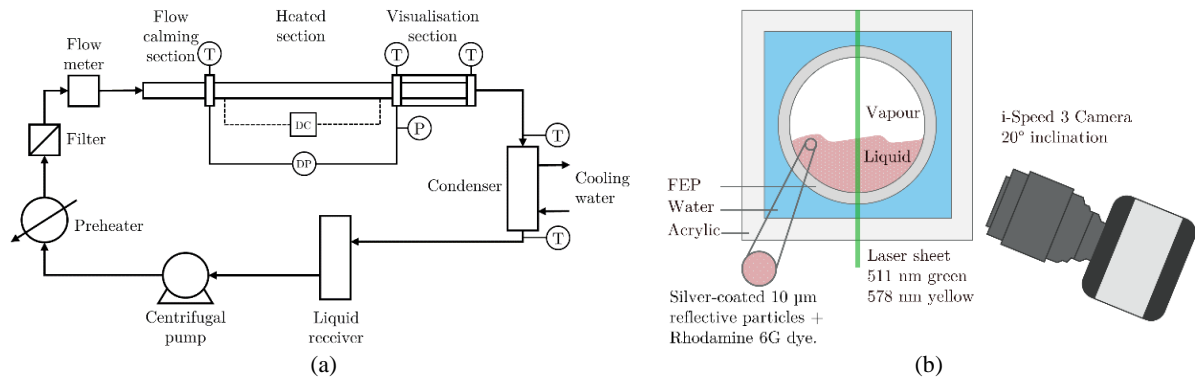 Flow
calming
section
Heated
section
Visualisation
section
Flow
meter
T
T
T
Filter
DC
P
DP
T
Condenser
Cooling
water
Preheater
T
Centrifugal
pump
Liquid
receiver
(a)
Vapour
Liquid
i-Speed 3 Camera
20° inclination
FEP
Water
Acrylic
Laser sheet
511 nm green
578 nm yellow
Silver-coated 10 µm
reflective particles +
Rhodamine 6G dye.
(b)